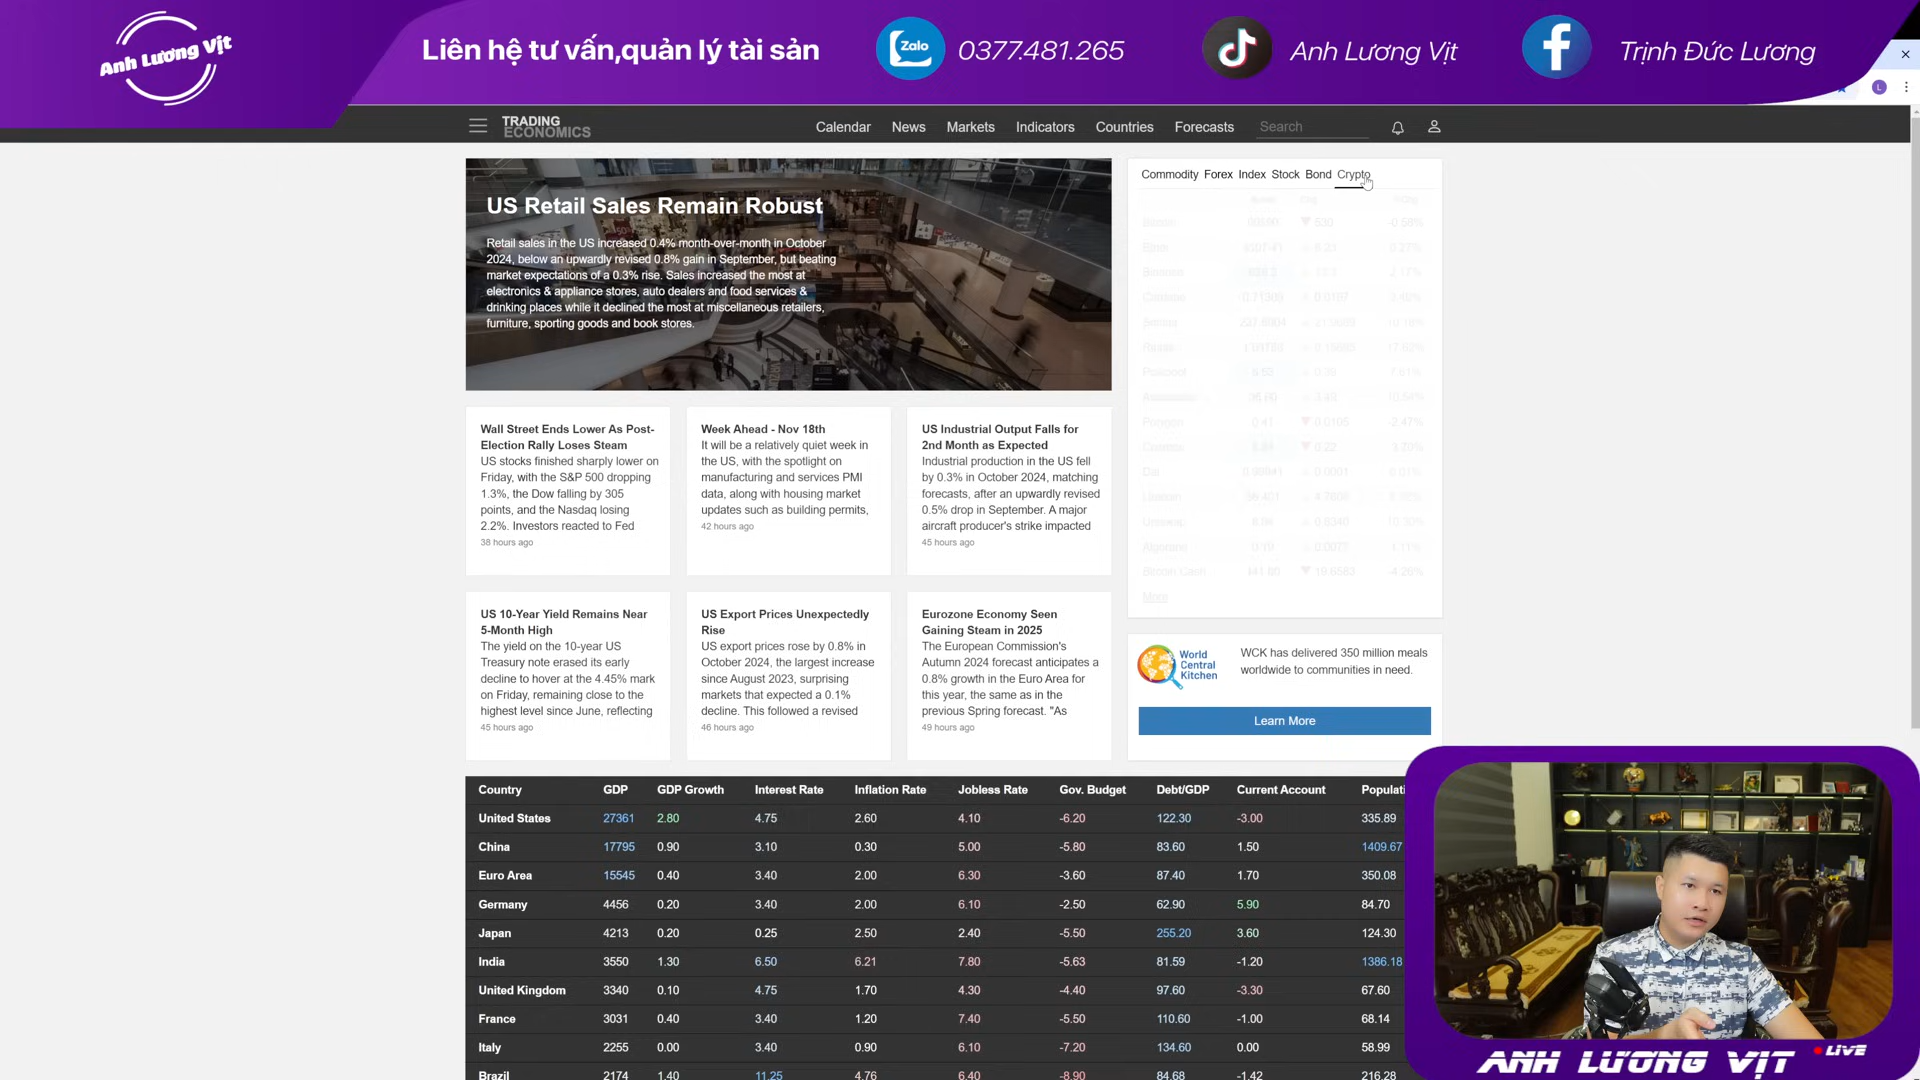 Anh Lương Vịt
Liên hệ tư vấn,quản lý tài sản
Zalo
0377.481.265
Anh Lương Vịt
Trịnh Đức Lương
TRADING
ECONOMICS
Calendar News Markets Indicators Countries Forecasts Search
US Retail Sales Remain Robust
Retail sales in the US increased 0.4% month-over-month in October
2024, below an upwardly revised 0.8% gain in September, but beating
market expectations of a 0.3% rise. Sales increased the most at
electronics & appliance stores, auto dealers and food services &
drinking places while it declined the most at miscellaneous retailers,
furniture, sporting goods and book stores.
Commodity Forex Index Stock Bond Crypto
530 -0.59%
Bitcoin Cash 19.6583 -4.26%
More
Wall Street Ends Lower As Post-
Election Rally Loses Steam
US stocks finished sharply lower on
Friday, with the S&P 500 dropping
1.3%, the Dow falling by 305
points, and the Nasdaq losing
2.2%. Investors reacted to Fed
38 hours ago
Week Ahead - Nov 18th
It will be a relatively quiet week in
the US, with the spotlight on
manufacturing and services PMI
data, along with housing market
updates such as building permits,
42 hours ago
US Industrial Output Falls for
2nd Month as Expected
Industrial production in the US fell
by 0.3% in October 2024, matching
forecasts, after an upwardly revised
0.5% drop in September. A major
aircraft producer's strike impacted
45 hours ago
US 10-Year Yield Remains Near
5-Month High
The yield on the 10-year US
Treasury note erased its early
decline to hover at the 4.45% mark
on Friday, remaining close to the
highest level since June, reflecting
45 hours ago
US Export Prices Unexpectedly
Rise
US export prices rose by 0.8% in
October 2024, the largest increase
since August 2023, surprising
markets that expected a 0.1%
decline. This followed a revised
46 hours ago
Eurozone Economy Seen
Gaining Steam in 2025
The European Commission's
Autumn 2024 forecast anticipates a
0.8% growth in the Euro Area for
this year, the same as in the
previous Spring forecast. "As
49 hours ago
World
Central
Kitchen
WCK has delivered 350 million meals
worldwide to communities in need.
Learn More
Country GDP GDP Growth Interest Rate Inflation Rate Jobless Rate Gov. Budget Debt/GDP Current Account Populati
United States 27361 2.80 4.75 2.60 4.10 -6.20 122.30 -3.00 335.89
China 17795 0.90 3.10 0.30 5.00 -5.80 83.60 1.50 1409.67
Euro Area 15545 0.40 3.40 2.00 6.30 -3.60 87.40 1.70 350.08
Germany 4456 0.20 3.40 2.00 6.10 -2.50 62.90 5.90 84.70
Japan 4213 0.20 0.25 2.50 2.40 -5.50 255.20 3.60 124.30
India 3550 1.30 6.50 6.21 7.80 -5.63 81.59 -1.20 1386.18
United Kingdom 3340 0.10 4.75 1.70 4.30 -4.40 97.60 -3.30 67.60
France 3031 0.40 3.40 1.20 7.40 -5.50 110.60 -1.00 68.14
Italy 2255 0.00 3.40 0.90 6.10 -7.20 134.60 0.00 58.99
Brazil 2174 1.40 11.25 4.76 6.40 -8.90 84.68 -1.42 216.28
ANH LƯƠNG VỊT LIVE